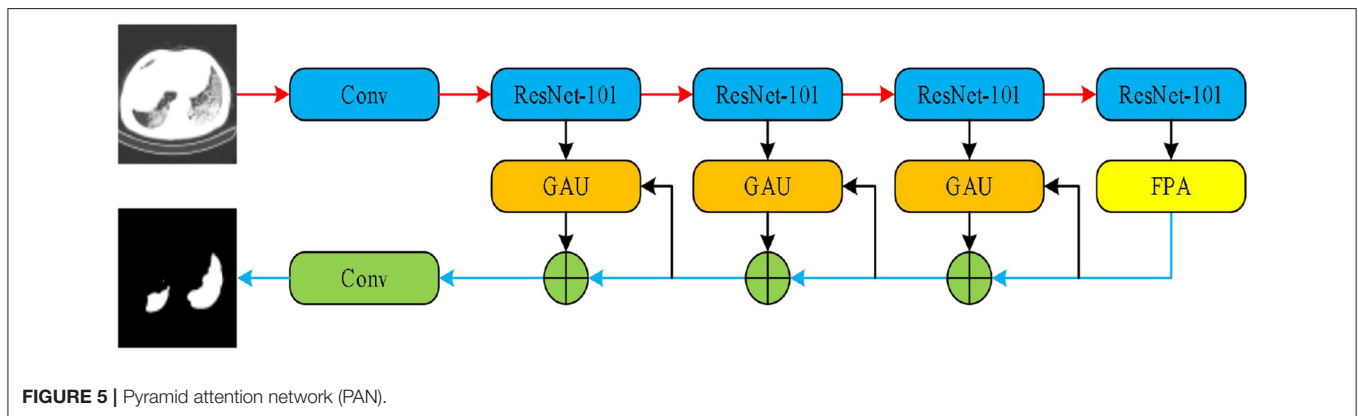 Conv ResNet-101 ResNet-101 ResNet-101 ResNet-101
GAU GAU GAU FPA
Conv
FIGURE 5 | Pyramid attention network (PAN).